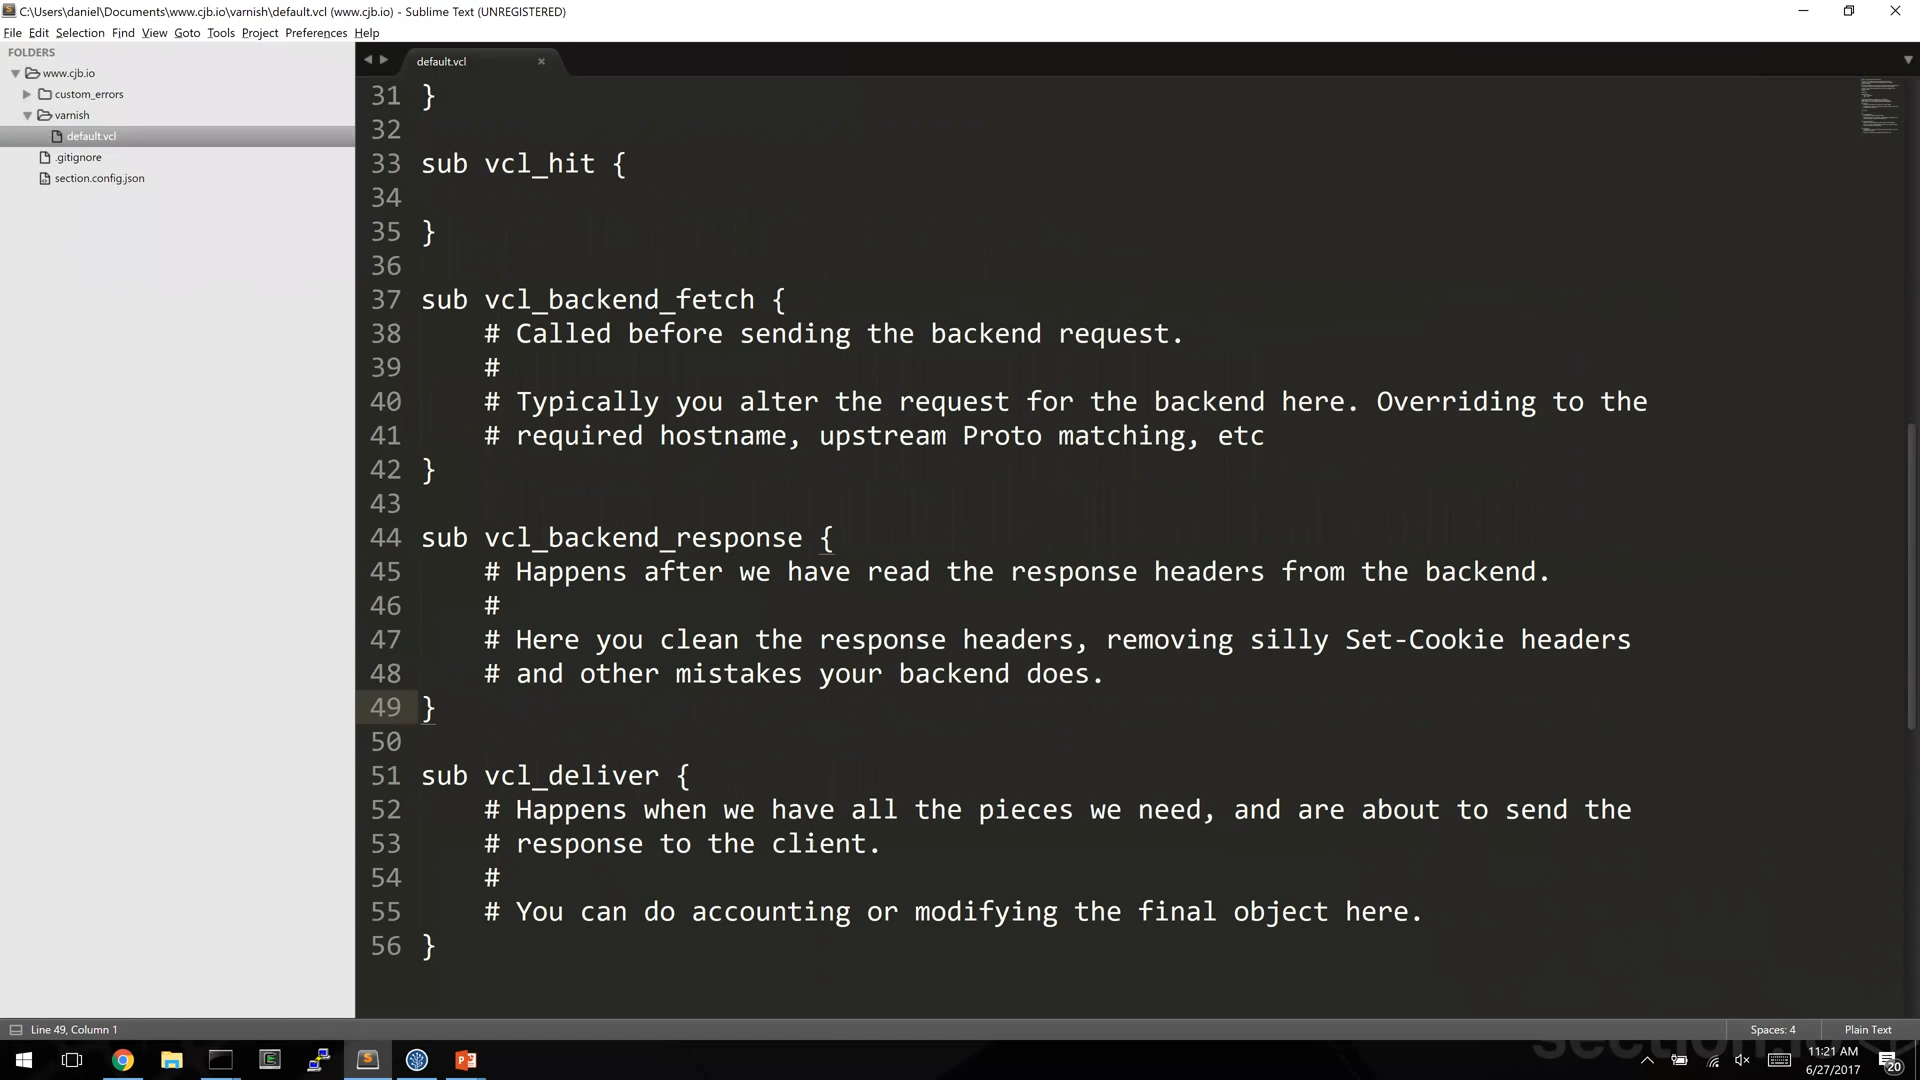 C:\Users\daniel\Documents\www.cjb.io\varnish\default.vcl (www.cjb.io) - Sublime Text (UNREGISTERED)
File Edit Selection Find View Goto Tools Project Preferences Help
FOLDERS
www.cjb.io
custom_errors
varnish
default.vcl
.gitignore
section.config.json
default.vcl
31 }
32
33 sub vcl_hit {
34
35 }
36
37 sub vcl_backend_fetch {
38     # Called before sending the backend request.
39     #
40     # Typically you alter the request for the backend here. Overriding to the
41     # required hostname, upstream Proto matching, etc
42 }
43
44 sub vcl_backend_response {
45     # Happens after we have read the response headers from the backend.
46     #
47     # Here you clean the response headers, removing silly Set-Cookie headers
48     # and other mistakes your backend does.
49 }
50
51 sub vcl_deliver {
52     # Happens when we have all the pieces we need, and are about to send the
53     # response to the client.
54     #
55     # You can do accounting or modifying the final object here.
56 }
Line 49, Column 1
Spaces: 4
Plain Text
11:21 AM
6/27/2017
20